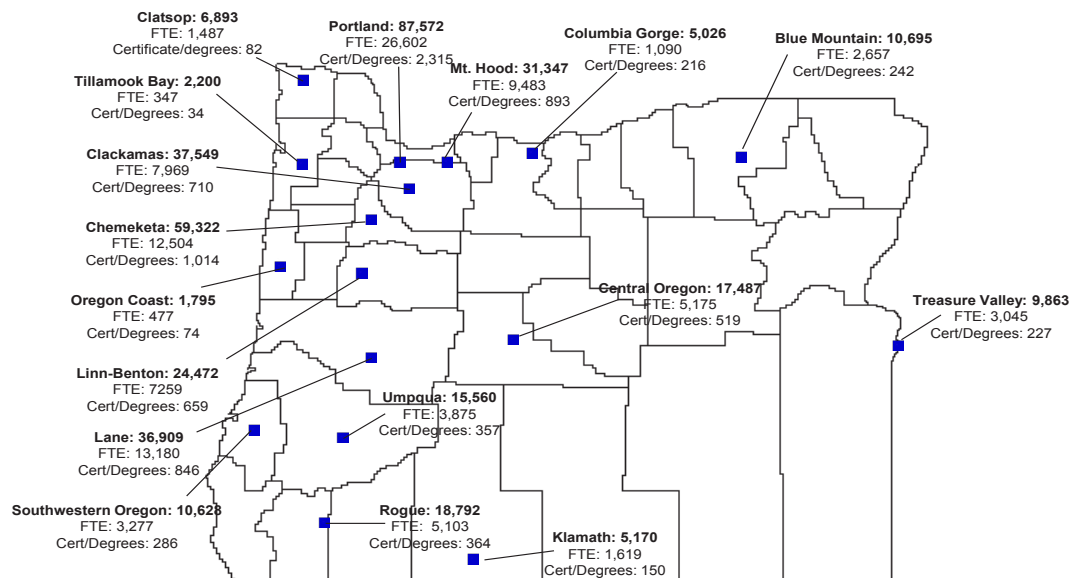 Clatsop: 6,893
FTE: 1,487
Certificate/degrees: 82
Portland: 87,572
FTE: 26,602
Cert/Degrees: 2,315
Columbia Gorge: 5,026
FTE: 1,090
Cert/Degrees: 216
Blue Mountain: 10,695
FTE: 2,657
Cert/Degrees: 242
Mt. Hood: 31,347
FTE: 9,483
Cert/Degrees: 893
Tillamook Bay: 2,200
FTE: 347
Cert/Degrees: 34
Clackamas: 37,549
FTE: 7,969
Cert/Degrees: 710
Chemeketa: 59,322
FTE: 12,504
Cert/Degrees: 1,014
Oregon Coast: 1,795
FTE: 477
Cert/Degrees: 74
Central Oregon: 17,487
FTE: 5,175
Cert/Degrees: 519
Treasure Valley: 9,863
FTE: 3,045
Cert/Degrees: 227
Linn-Benton: 24,472
FTE: 7259
Cert/Degrees: 659
Umpqua: 15,560
FTE: 3,875
Cert/Degrees: 357
Lane: 36,909
FTE: 13,180
Cert/Degrees: 846
Southwestern Oregon: 10,628
FTE: 3,277
Cert/Degrees: 286
Rogue: 18,792
FTE: 5,103
Cert/Degrees: 364
Klamath: 5,170
FTE: 1,619
Cert/Degrees: 150